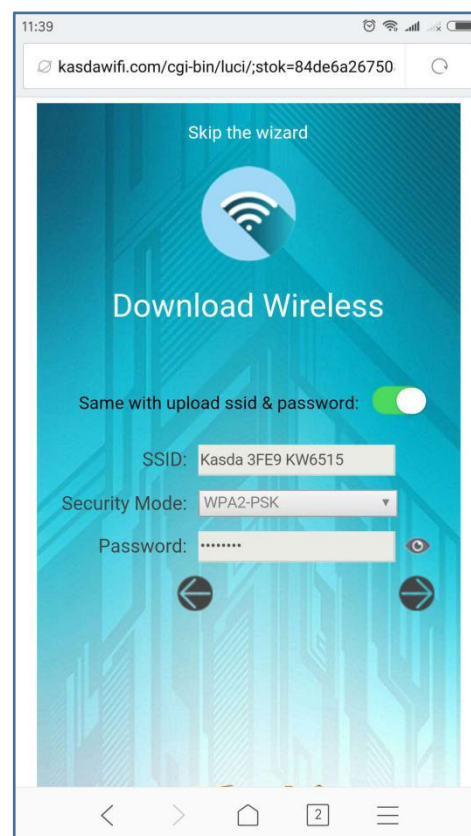 11:39
kasdawifi.com/cgi-bin/luci/;stok=84de6a26750
Skip the wizard
Download Wireless
Same with upload ssid & password:
SSID: Kasda 3FE9 KW6515
Security Mode: WPA2-PSK
Password: ••••••••
2